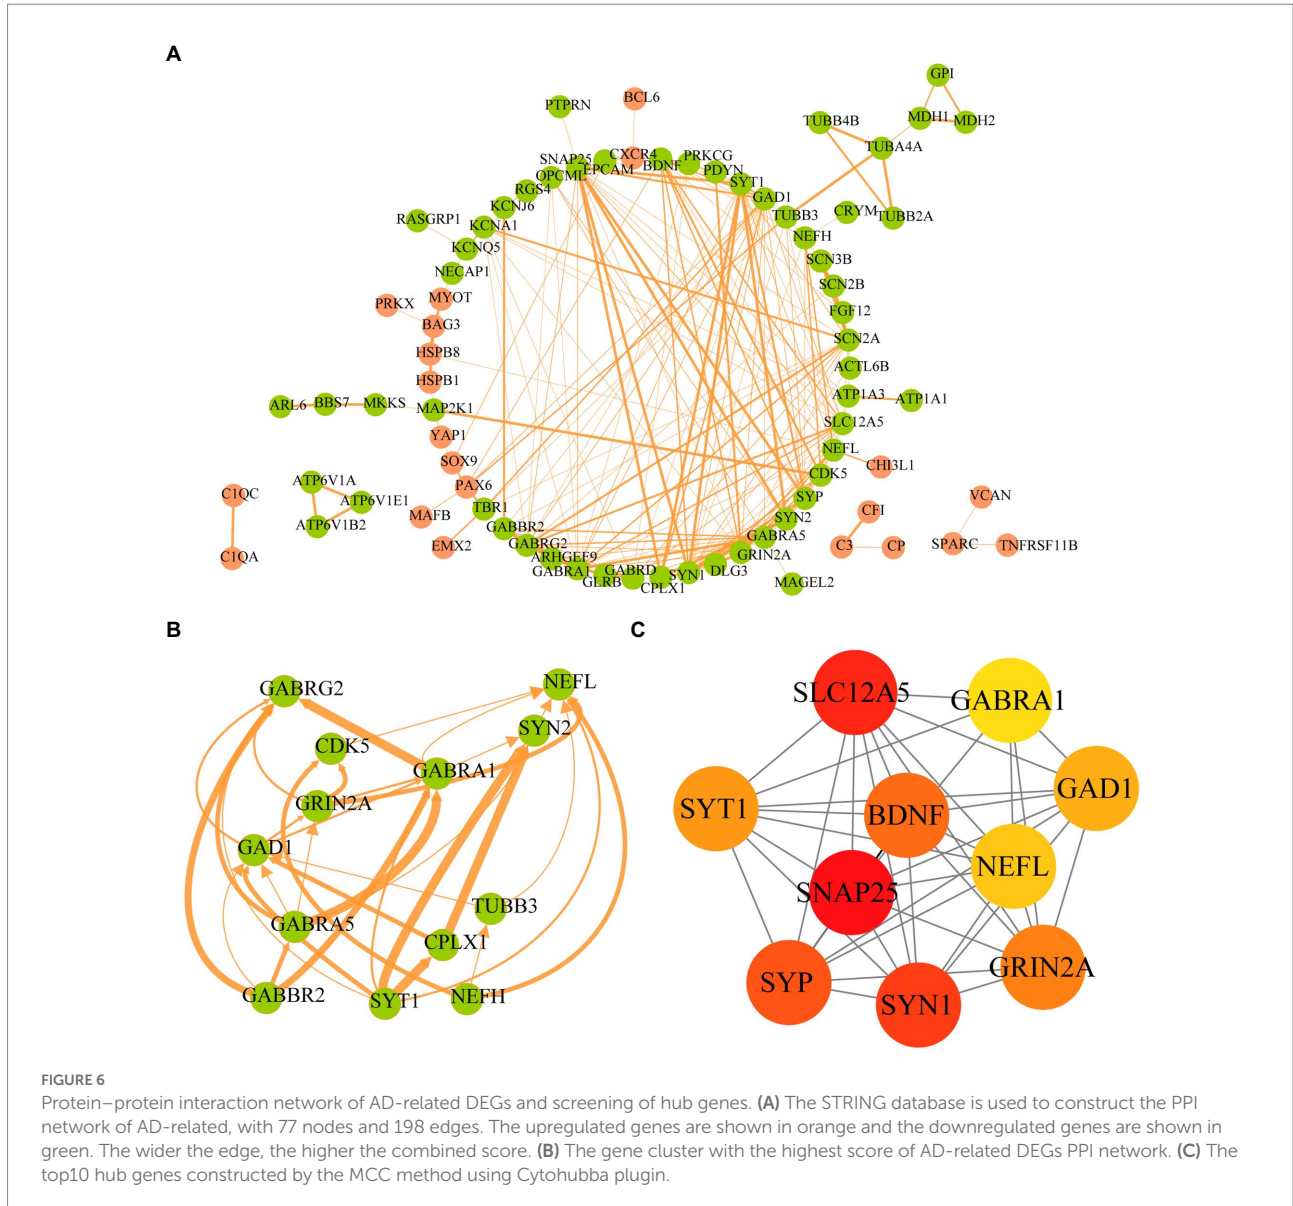 A
GPI
BCL6
PTPRN
MDH1
MDH2
TUBB4B
TUBA4A
SNAP25
CXCR4
PRKCG
OPCML
EPCAM
BDNF
PDYN
RGS4
SYT1
KCNJ6
GAD1
RASGRP1
KCNA1
TUBB3
CRYM
TUBB2A
KCNQ5
NEFH
NECAP1
SCN3B
MYOT
SCN2B
PRKX
BAG3
FGF12
HSPB8
SCN2A
HSPB1
ACTL6B
ARL6
BBS7
MKKS
MAP2K1
ATP1A3
ATP1A1
YAP1
SLC12A5
SOX9
NEFL
CHI3L1
ATP6V1A
PAX6
CDK5
C1QC
ATP6V1E1
MAFB
TBR1
SYP
VCAN
ATP6V1B2
GABBR2
SYN2
CFI
EMX2
GABRG2
GABRA5
C3
CP
SPARC
TNFRSF11B
C1QA
ARHGEF9
GRIN2A
GABRA1
GABRD
SYN1
DLG3
GLRB
CPLX1
MAGEL2
B
GABRG2
NEFL
CDK5
SYN2
GABRA1
GRIN2A
GAD1
TUBB3
GABRA5
CPLX1
GABBR2
SYT1
NEFH
C
SLC12A5
GABRA1
SYT1
BDNF
GAD1
NEFL
SNAP25
SYP
SYN1
GRIN2A
FIGURE 6
Protein–protein interaction network of AD-related DEGs and screening of hub genes. (A) The STRING database is used to construct the PPI
network of AD-related, with 77 nodes and 198 edges. The upregulated genes are shown in orange and the downregulated genes are shown in
green. The wider the edge, the higher the combined score. (B) The gene cluster with the highest score of AD-related DEGs PPI network. (C) The
top10 hub genes constructed by the MCC method using Cytohubba plugin.